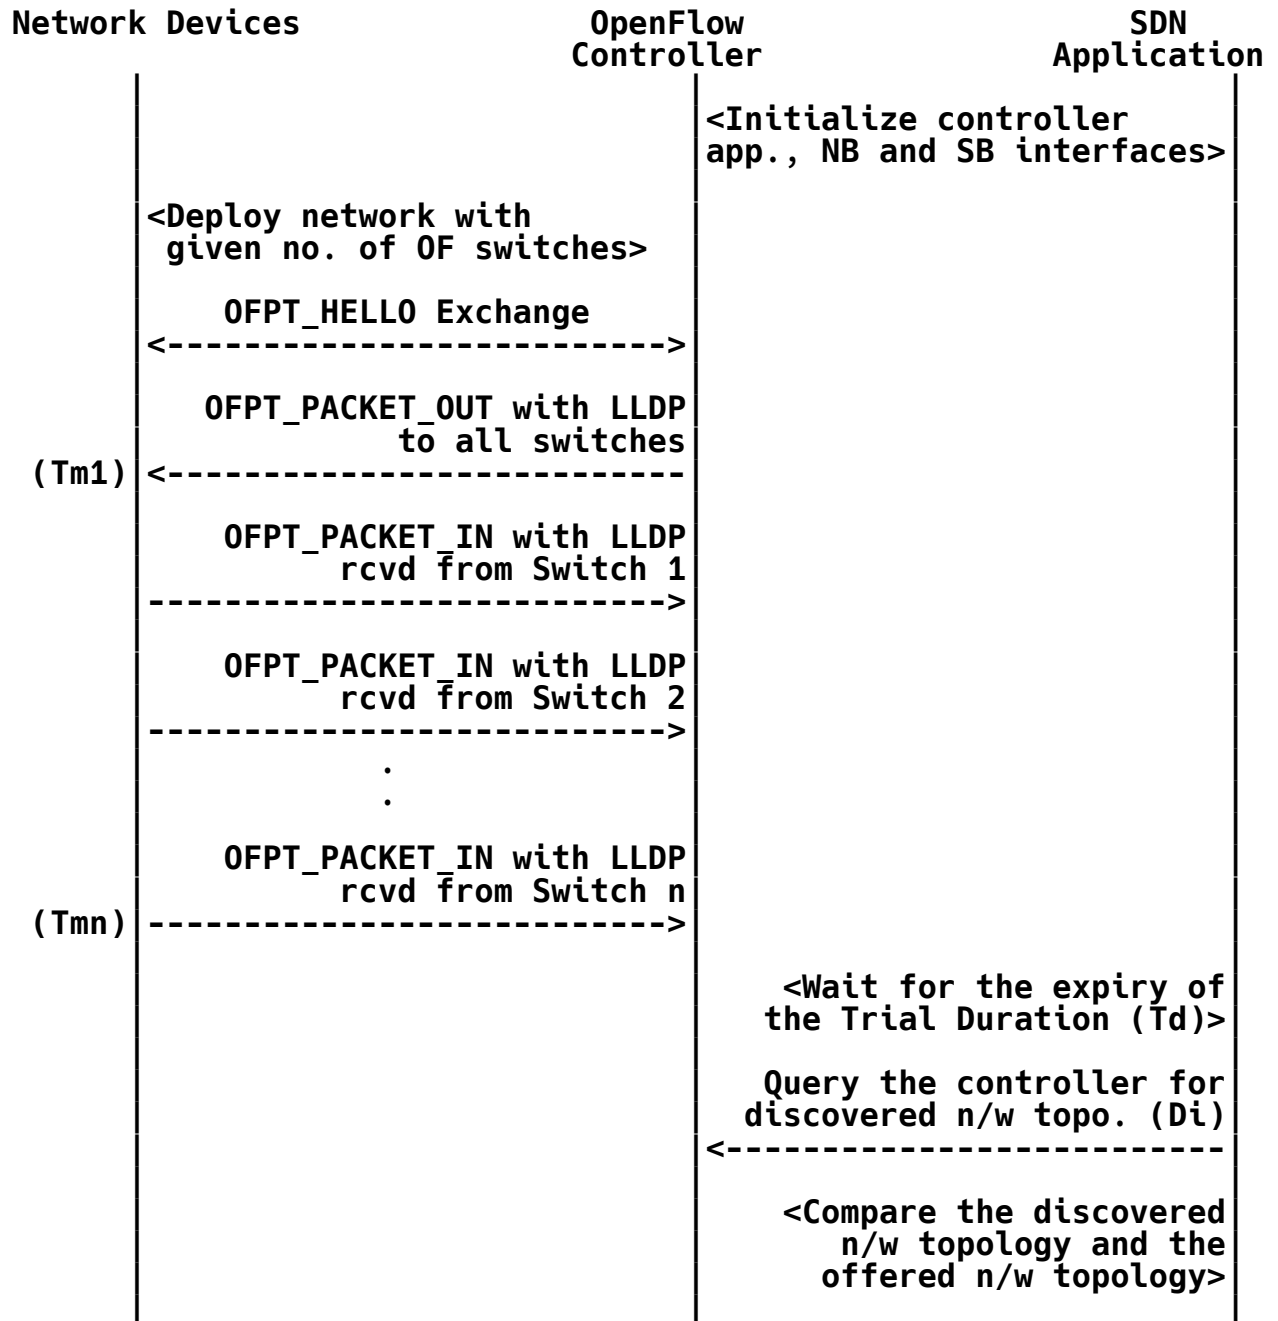 Network Devices OpenFlow SDN
Controller Application
<Initialize controller
app., NB and SB interfaces>
<Deploy network with
given no. of OF switches>
OFPT_HELLO Exchange
<-------------------------->
OFPT_PACKET_OUT with LLDP
to all switches
(Tm1) <---------------------------
OFPT_PACKET_IN with LLDP
rcvd from Switch 1
--------------------------->
OFPT_PACKET_IN with LLDP
rcvd from Switch 2
--------------------------->
.
.
OFPT_PACKET_IN with LLDP
rcvd from Switch n
(Tmn) --------------------------->
<Wait for the expiry of
the Trial Duration (Td)>
Query the controller for
discovered n/w topo. (Di)
<--------------------------
<Compare the discovered
n/w topology and the
offered n/w topology>